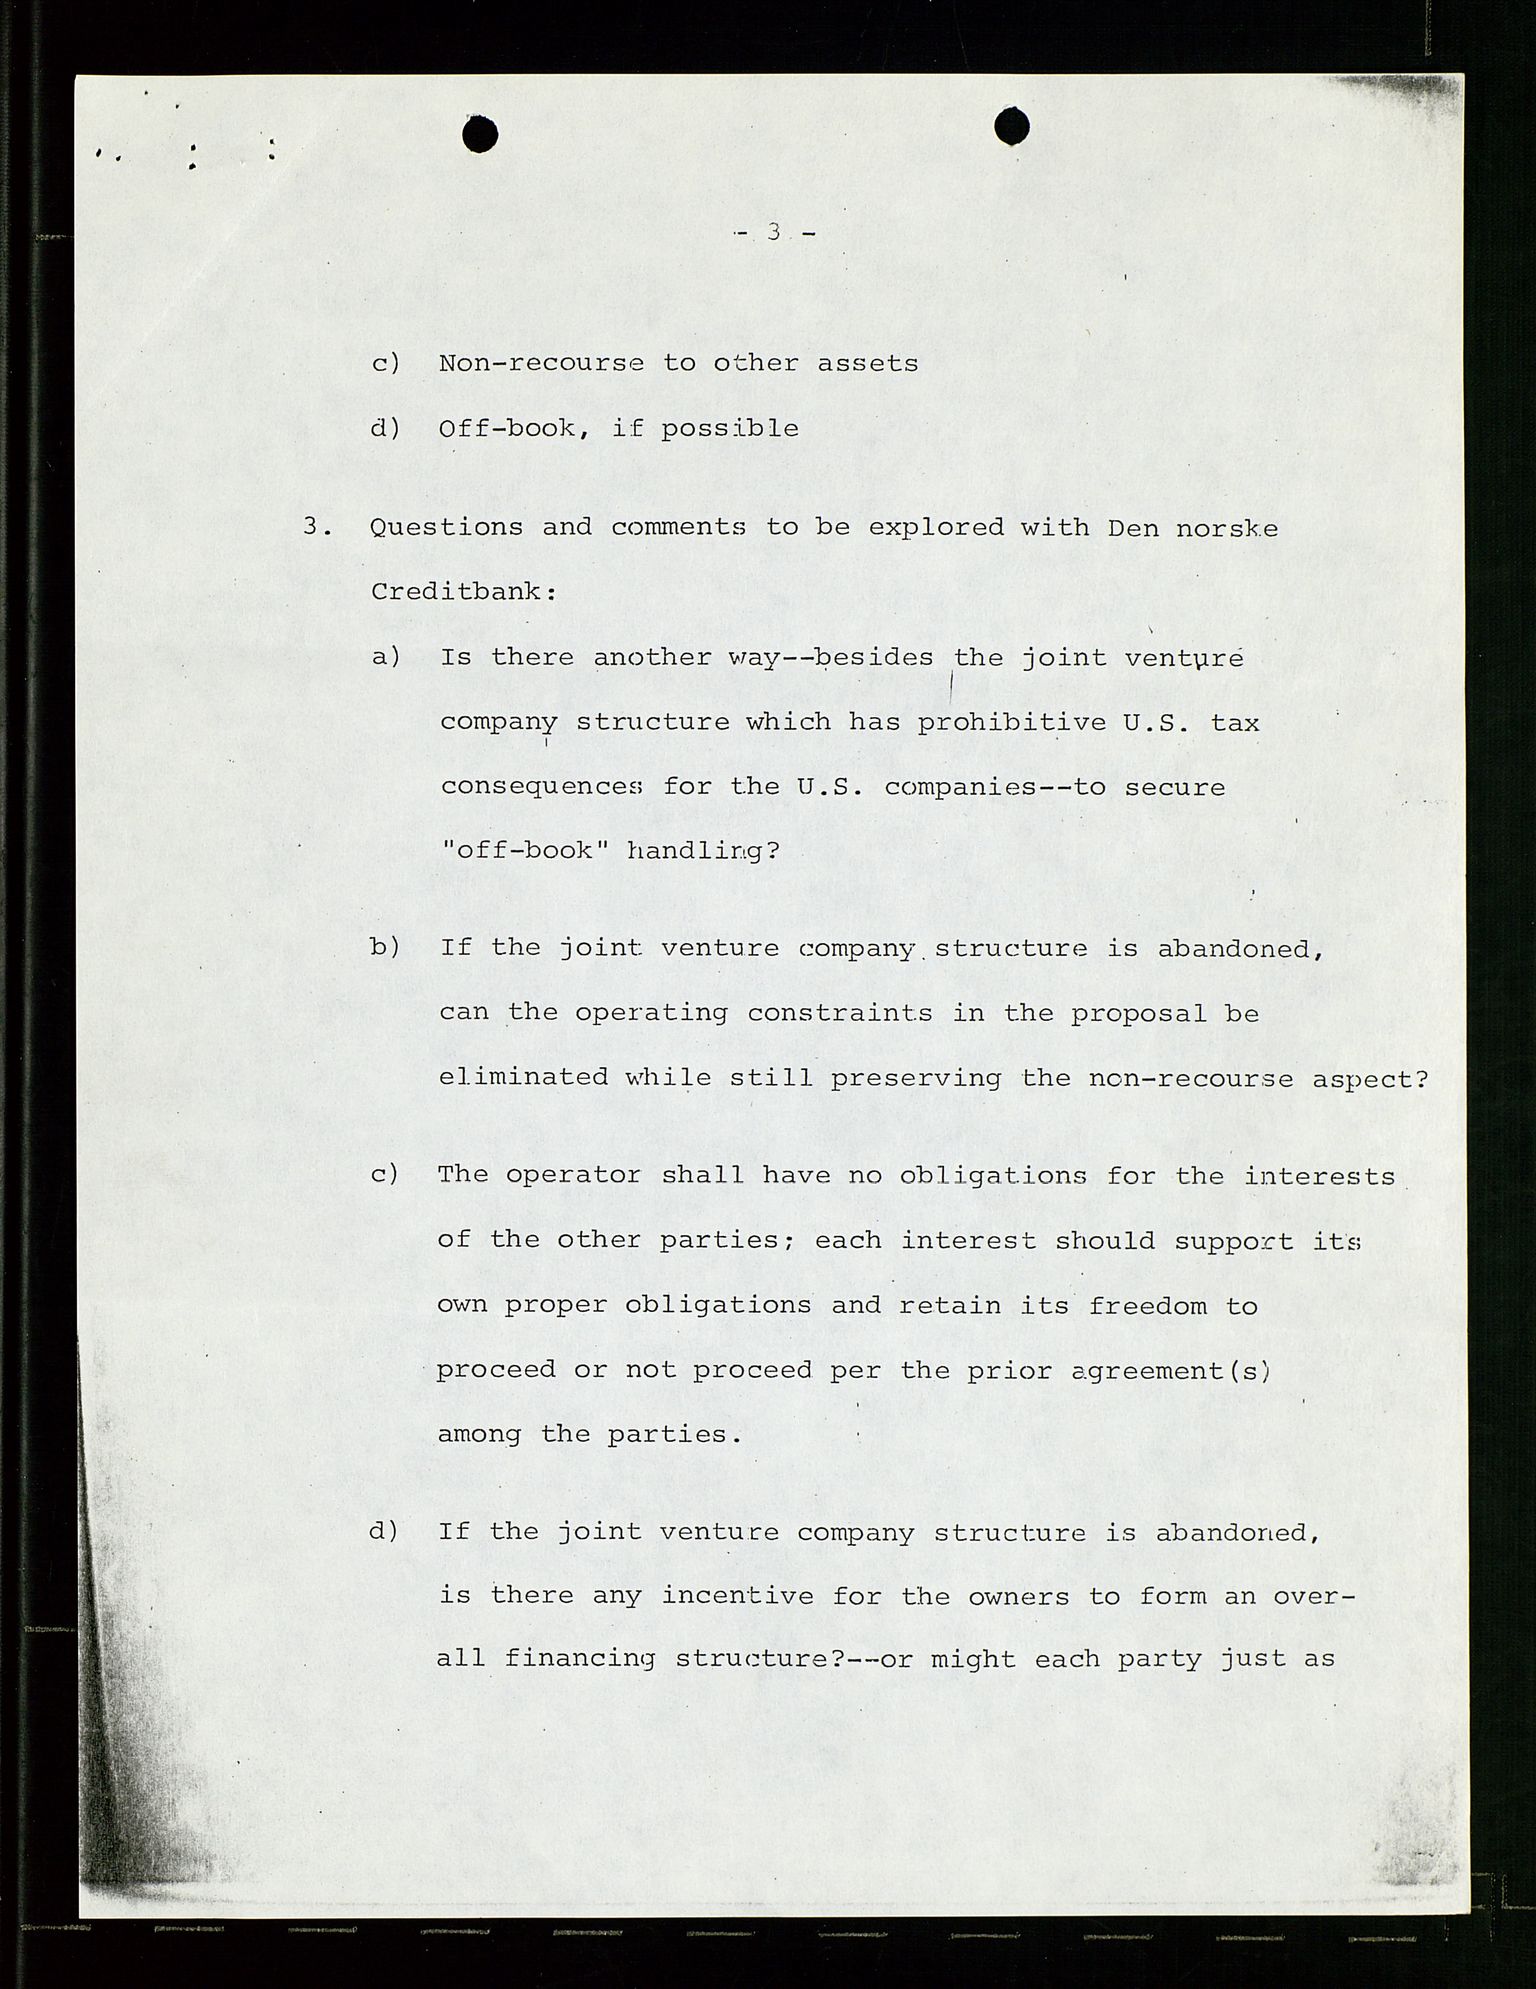 - 3 -
c) Non-recourse to other assets
d) Off-book, if possible
3. Questions and comments to be explored with Den norske
Creditbank:
a) Is there another way--besides the joint venture
company structure which has prohibitive U.S. tax
consequences for the U.S. companies--to secure
"off-book" handling?
b) If the joint venture company structure is abandoned,
can the operating constraints in the proposal be
eliminated while still preserving the non-recourse aspect?
c) The operator shall have no obligations for the interests
of the other parties; each interest should support its
own proper obligations and retain its freedom to
proceed or not proceed per the prior agreement(s)
among the parties.
d) If the joint venture company structure is abandoned,
is there any incentive for the owners to form an over-
all financing structure?--or might each party just as